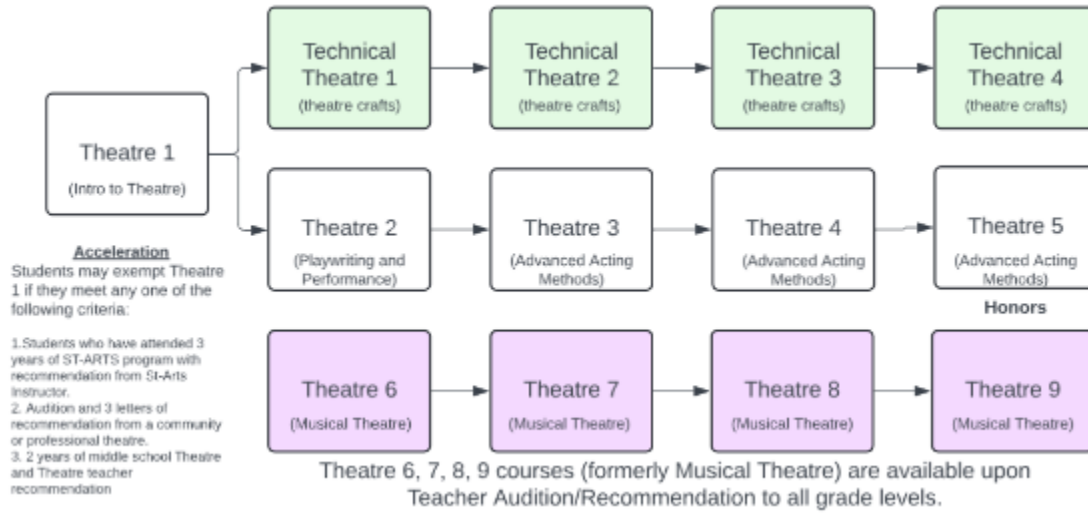 Technical
Theatre 1
(theatre crafts)
Technical
Theatre 2
(theatre crafts)
Technical
Theatre 3
(theatre crafts)
Technical
Theatre 4
(theatre crafts)
Theatre 1
(Intro to Theatre)
Theatre 2
(Playwriting and
Performance)
Theatre 3
(Advanced Acting
Methods)
Theatre 4
(Advanced Acting
Methods)
Theatre 5
(Advanced Acting
Methods)
Honors
Acceleration
Students may exempt Theatre
1 if they meet any one of the
following criteria:
1.Students who have attended 3
years of ST-ARTS program with
recommendation from St-Arts
Instructor.
2. Audition and 3 letters of
recommendation from a community
or professional theatre.
3. 2 years of middle school Theatre
and Theatre teacher
recommendation
Theatre 6
(Musical Theatre)
Theatre 7
(Musical Theatre)
Theatre 8
(Musical Theatre)
Theatre 9
(Musical Theatre)
Theatre 6, 7, 8, 9 courses (formerly Musical Theatre) are available upon
Teacher Audition/Recommendation to all grade levels.